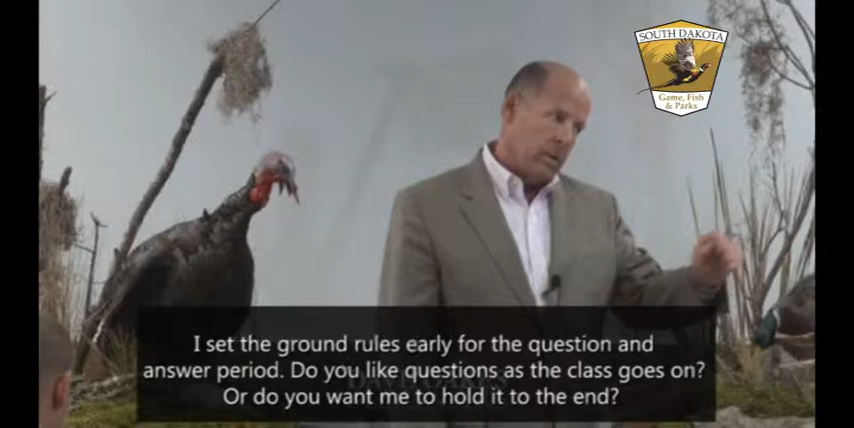 SOUTH DAKOTA
Game, Fish
& Parks
I set the ground rules early for the question and
answer period. Do you like questions as the class goes on?
Or do you want me to hold it to the end?